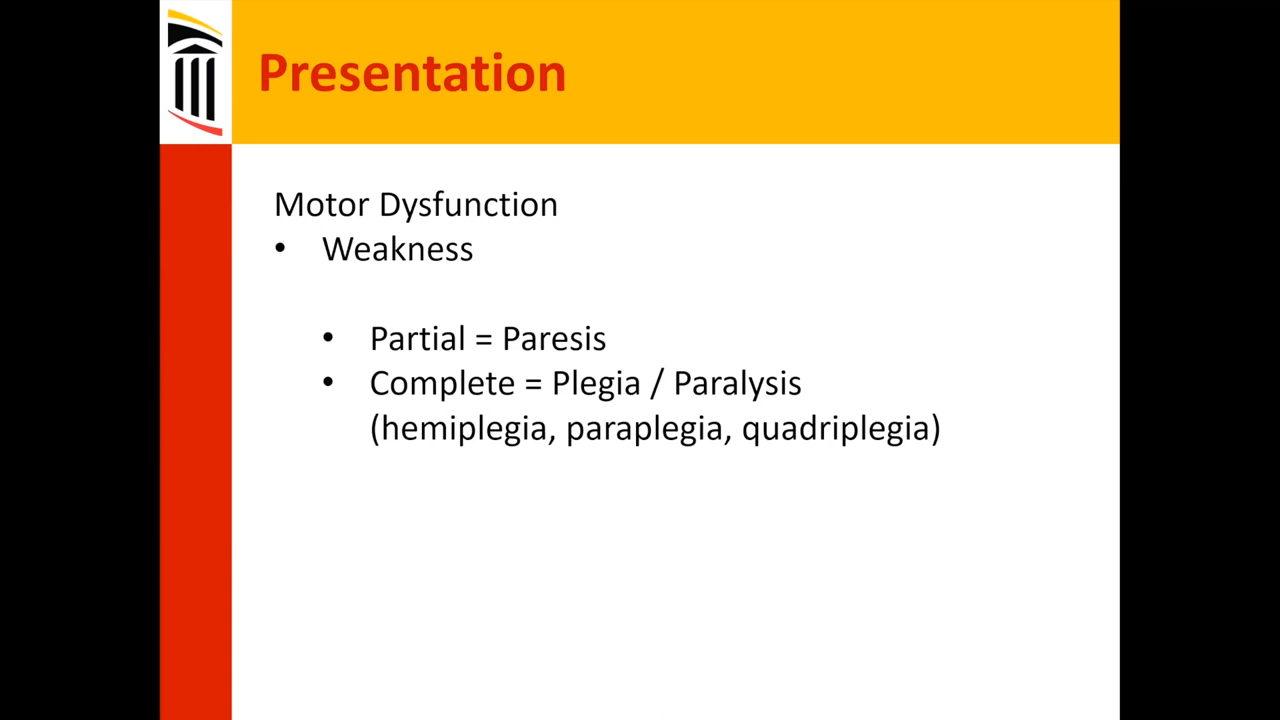 Presentation
Motor Dysfunction
• Weakness
• Partial = Paresis
• Complete = Plegia / Paralysis
(hemiplegia, paraplegia, quadriplegia)